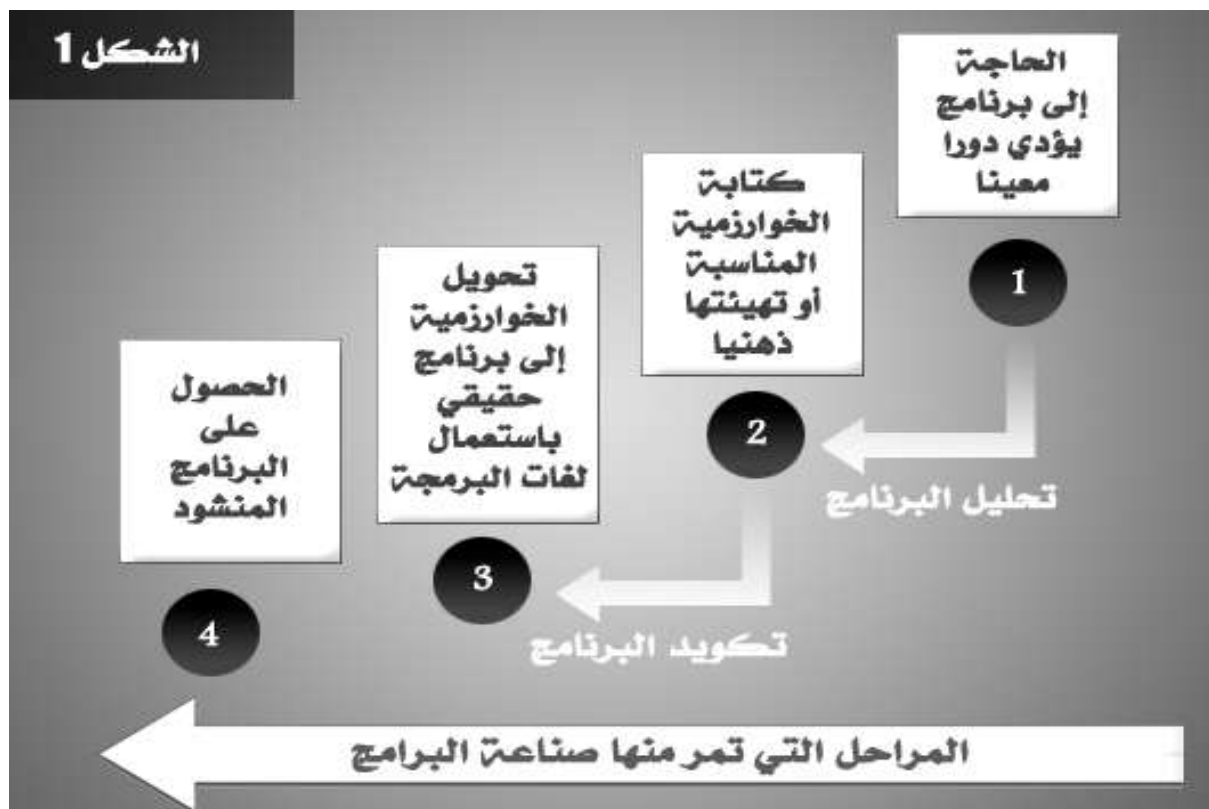 الشكل 1
الحاجة
إلى برنامج
يؤدي دورا
معينا
1
كتابة
الخوارزمية
المناسبة
أو تهيئتها
ذهنيا
2
تحليل البرنامج
تحويل
الخوارزمية
إلى برنامج
حقيقي
باستعمال
لغات البرمجة
3
تكويد البرنامج
الحصول
على
البرنامج
المنشود
4
المراحل التي تمر منها صناعة البرامج